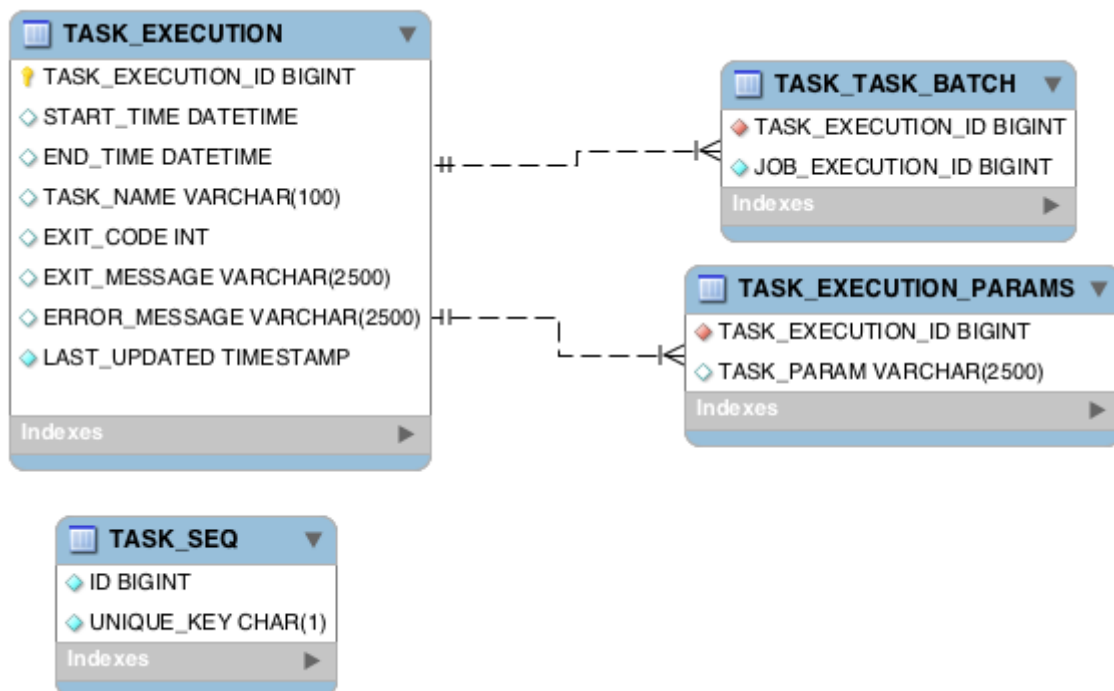 TASK_EXECUTION
TASK_EXECUTION_ID BIGINT
START_TIME DATETIME
END_TIME DATETIME
TASK_NAME VARCHAR(100)
EXIT_CODE INT
EXIT_MESSAGE VARCHAR(2500)
ERROR_MESSAGE VARCHAR(2500)
LAST_UPDATED TIMESTAMP
Indexes
TASK_TASK_BATCH
TASK_EXECUTION_ID BIGINT
JOB_EXECUTION_ID BIGINT
Indexes
TASK_EXECUTION_PARAMS
TASK_EXECUTION_ID BIGINT
TASK_PARAM VARCHAR(2500)
Indexes
TASK_SEQ
ID BIGINT
UNIQUE_KEY CHAR(1)
Indexes